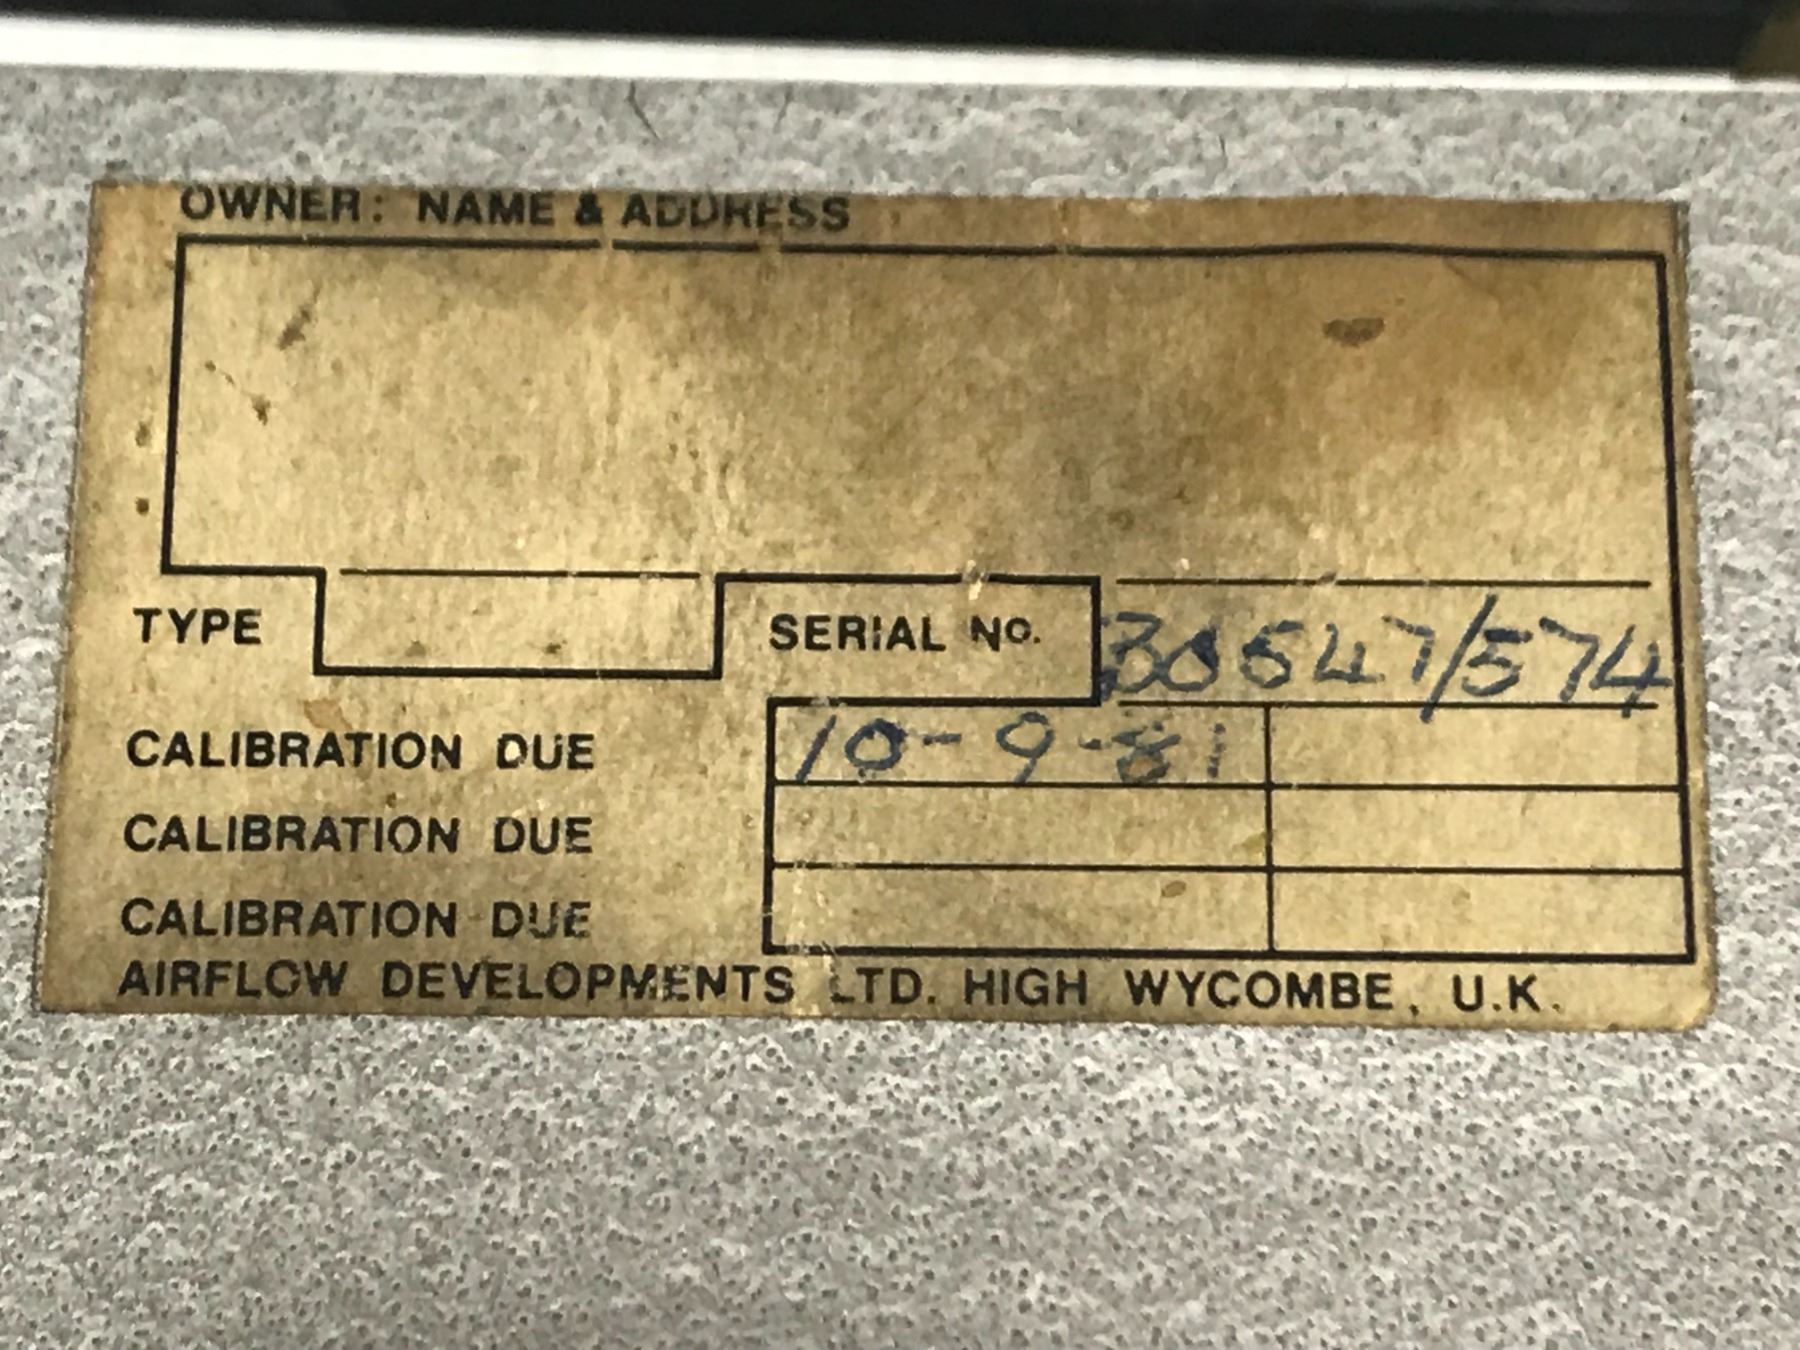 OWNER: NAME & ADDRESS
TYPE
SERIAL No. 30547/574
CALIBRATION DUE 10-9-81
CALIBRATION DUE
CALIBRATION DUE
AIRFLOW DEVELOPMENTS LTD. HIGH WYCOMBE, U.K.